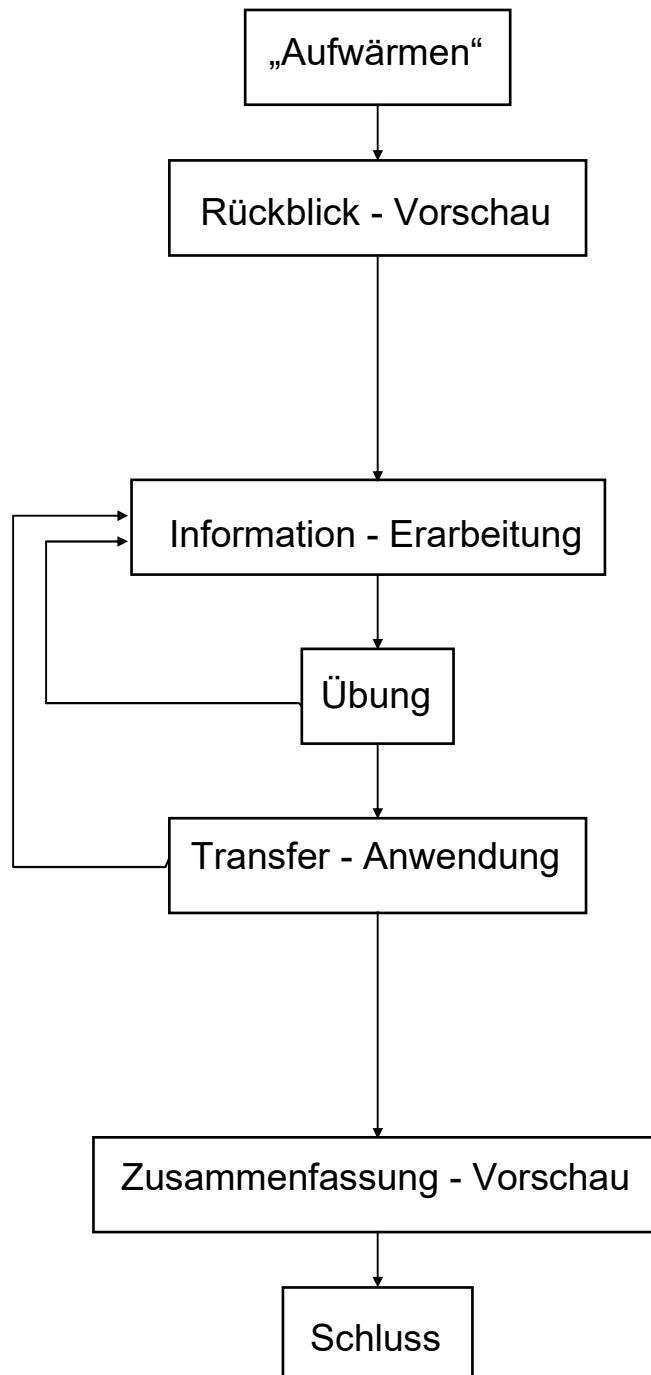 „Aufwärmen“
Rückblick - Vorschau
Information - Erarbeitung
Übung
Transfer - Anwendung
Zusammenfassung - Vorschau
Schluss